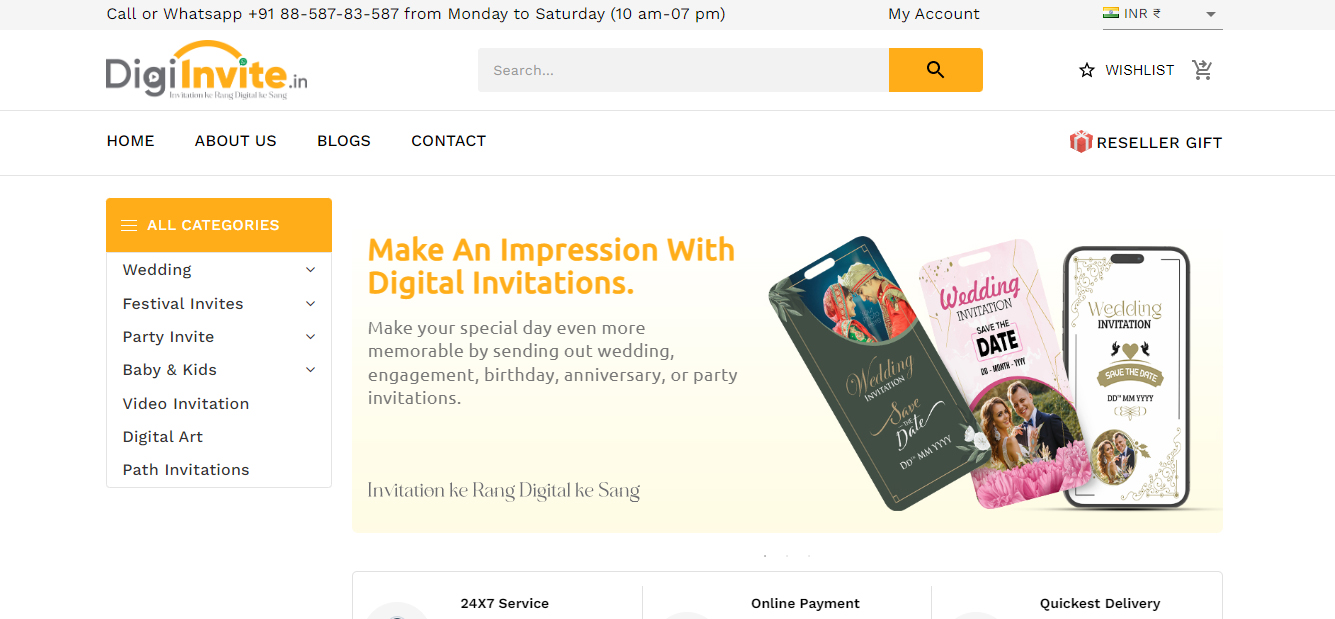 Call or Whatsapp +91 88-587-83-587 from Monday to Saturday (10 am-07 pm)
My Account
INR ₹
DigiInvite.in
Invitation ke Rang Digital ke Sang
Search...
WISHLIST
HOME
ABOUT US
BLOGS
CONTACT
RESELLER GIFT
ALL CATEGORIES
Wedding
Festival Invites
Party Invite
Baby & Kids
Video Invitation
Digital Art
Path Invitations
Make An Impression With
Digital Invitations.
Make your special day even more
memorable by sending out wedding,
engagement, birthday, anniversary, or party
invitations.
Invitation ke Rang Digital ke Sang
Wedding
INVITATION
Save
the
Date
DDTH MM YYYY
Wedding
INVITATION
SAVE THE
DATE
DD - MONTH - YYY
Wedding
INVITATION
SAVE THE DATE
DDTH MM YYYY
24X7 Service
Online Payment
Quickest Delivery